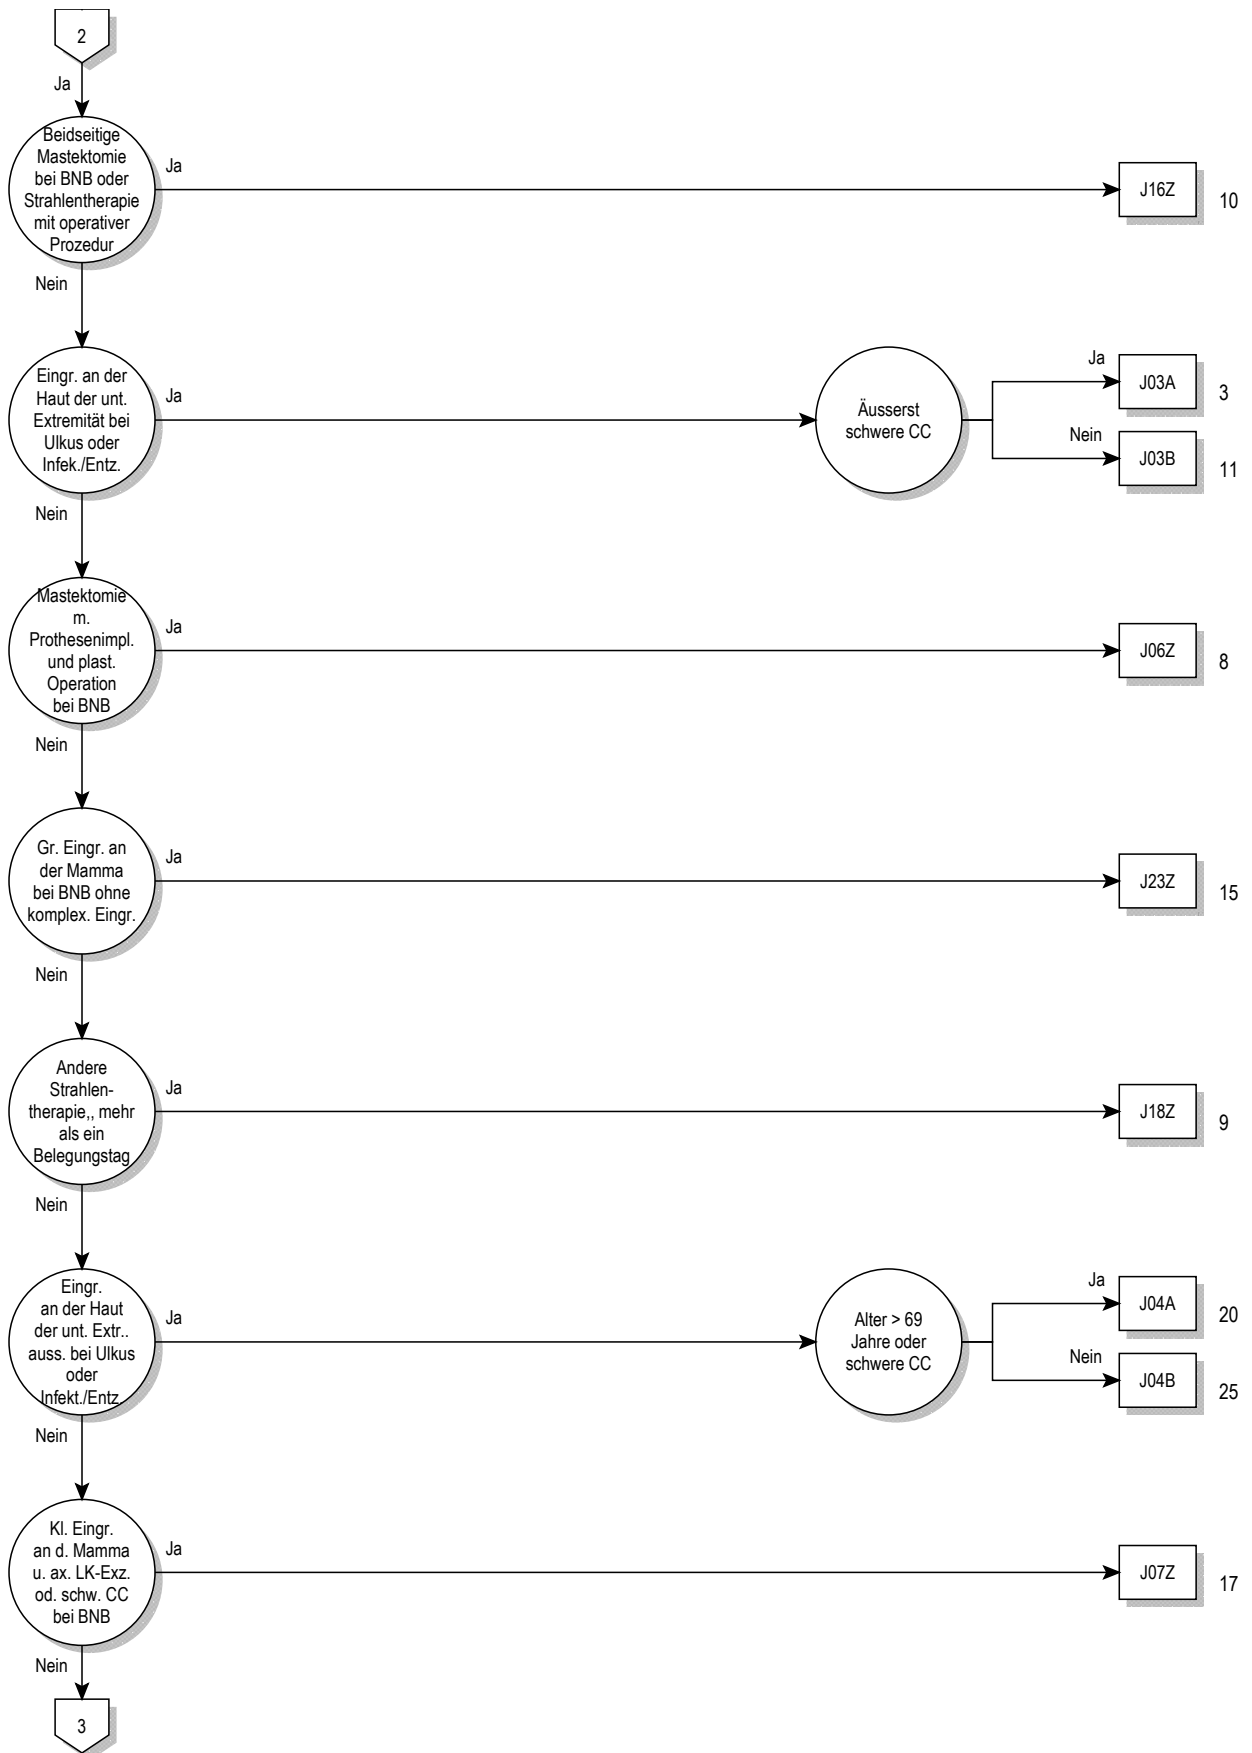 2
Ja
Beidseitige
Mastektomie
bei BNB oder
Strahlentherapie
mit operativer
Prozedur
Ja
J16Z
10
Nein
Eingr. an der
Haut der unt.
Extremität bei
Ulkus oder
Infek./Entz.
Ja
Äusserst
schwere CC
Ja
J03A
3
Nein
J03B
11
Nein
Mastektomie
m.
Prothesenimpl.
und plast.
Operation
bei BNB
Ja
J06Z
8
Nein
Gr. Eingr. an
der Mamma
bei BNB ohne
komplex. Eingr.
Ja
J23Z
15
Nein
Andere
Strahlen-
therapie,, mehr
als ein
Belegungstag
Ja
J18Z
9
Nein
Eingr.
an der Haut
der unt. Extr..
auss. bei Ulkus
oder
Infekt./Entz.
Ja
Alter > 69
Jahre oder
schwere CC
Ja
J04A
20
Nein
J04B
25
Nein
Kl. Eingr.
an d. Mamma
u. ax. LK-Exz.
od. schw. CC
bei BNB
Ja
J07Z
17
Nein
3